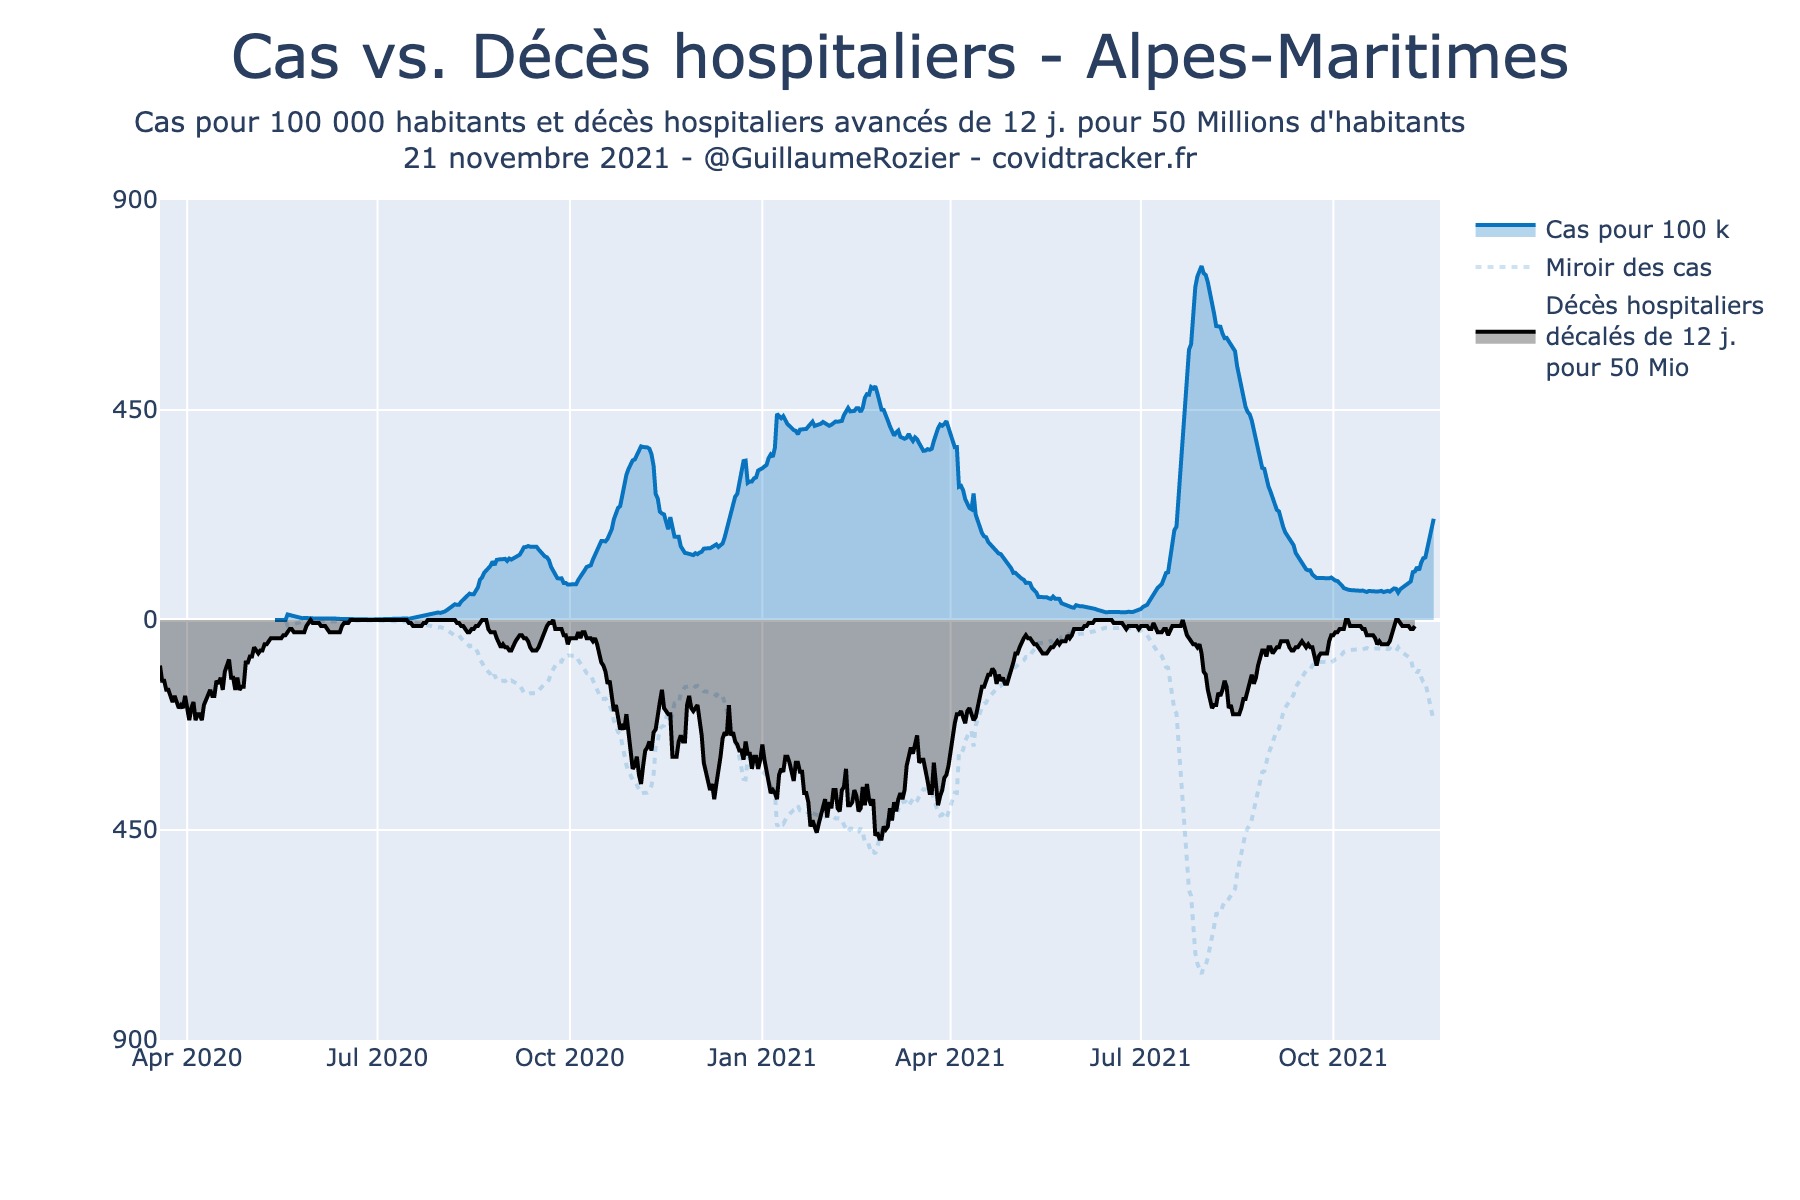 Cas vs. Décès hospitaliers - Alpes-Maritimes
Cas pour 100 000 habitants et décès hospitaliers avancés de 12 j. pour 50 Millions d'habitants
21 novembre 2021 - @GuillaumeRozier - covidtracker.fr
900
450
0
450
900
Apr 2020
Jul 2020
Oct 2020
Jan 2021
Apr 2021
Jul 2021
Oct 2021
Cas pour 100 k
Miroir des cas
Décès hospitaliers
décalés de 12 j.
pour 50 Mio